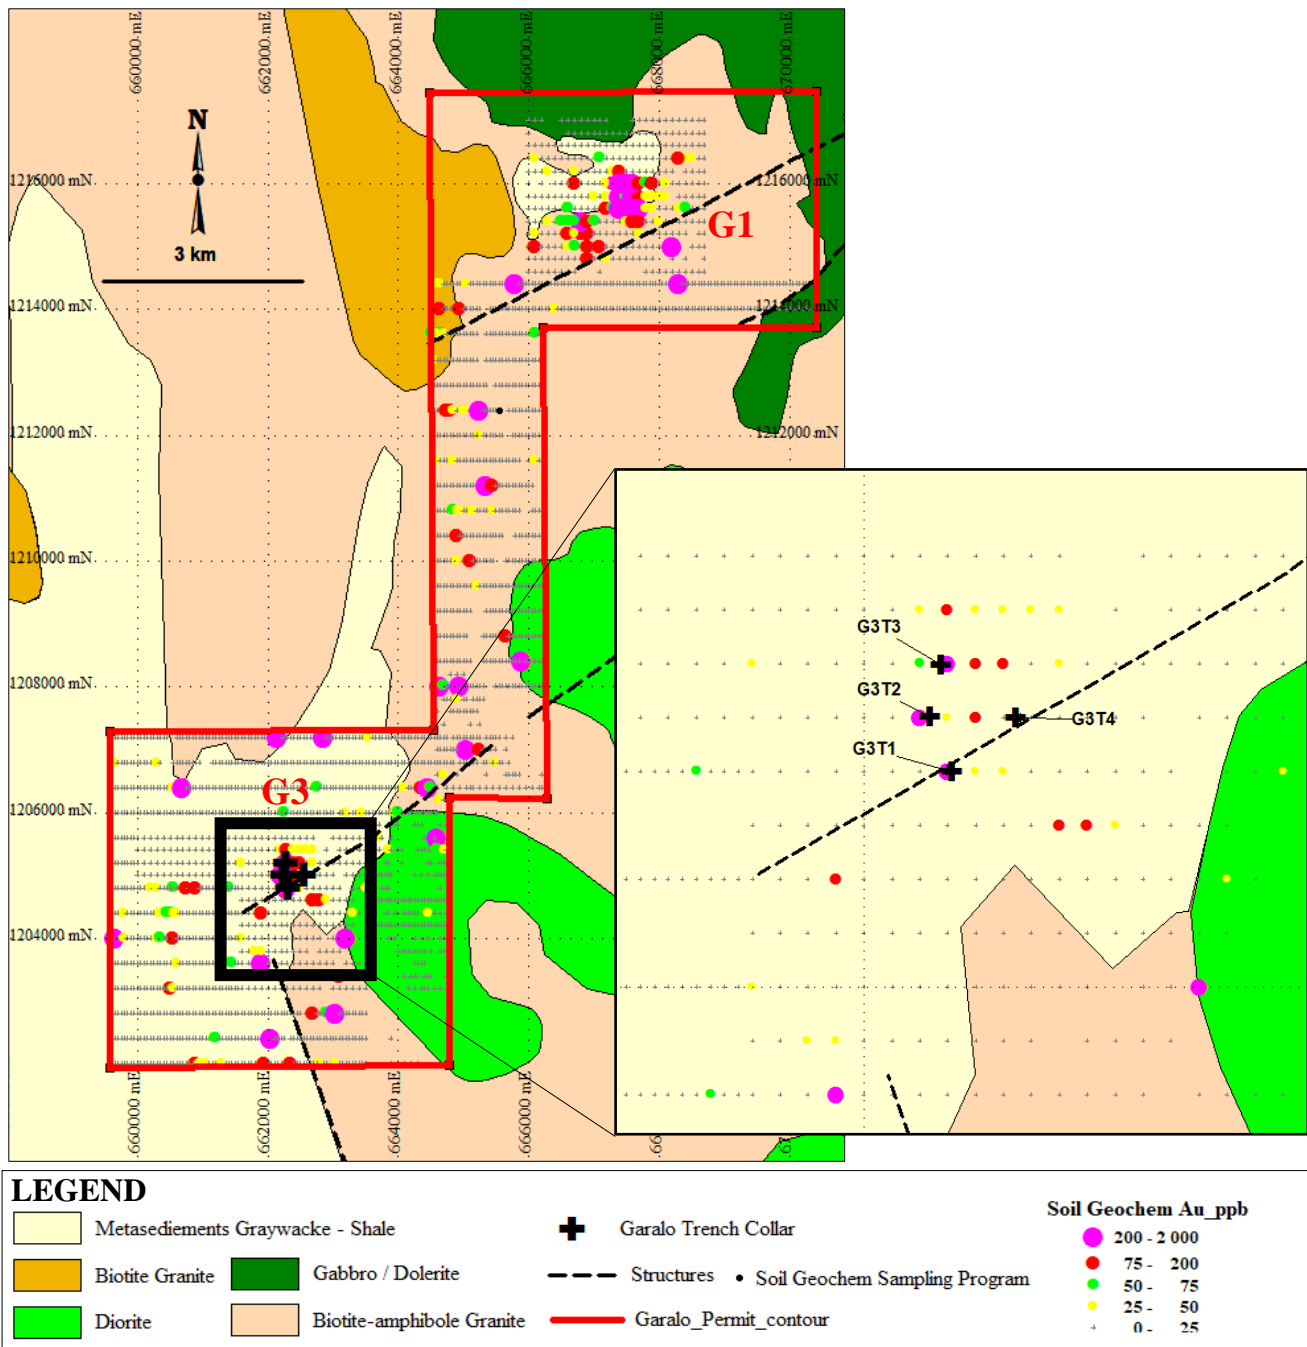 660000 mE
662000 mE
664000 mE
666000 mE
668000 mE
670000 mE
N
3 km
1216000 mN
1216000 mN
G1
1214000 mN
1214000 mN
1212000 mN
1212000 mN
1210000 mN
1208000 mN
G3
1206000 mN
1204000 mN
G3T3
G3T2
G3T4
G3T1
660000 mE
662000 mE
664000 mE
666000 mE
LEGEND
Metasediements Graywacke - Shale
Biotite Granite
Diorite
Gabbro / Dolerite
Biotite-amphibole Granite
Garalo Trench Collar
Structures
Soil Geochem Sampling Program
Garalo_Permit_contour
Soil Geochem Au_ppb
200 - 2 000
75 - 200
50 - 75
25 - 50
0 - 25